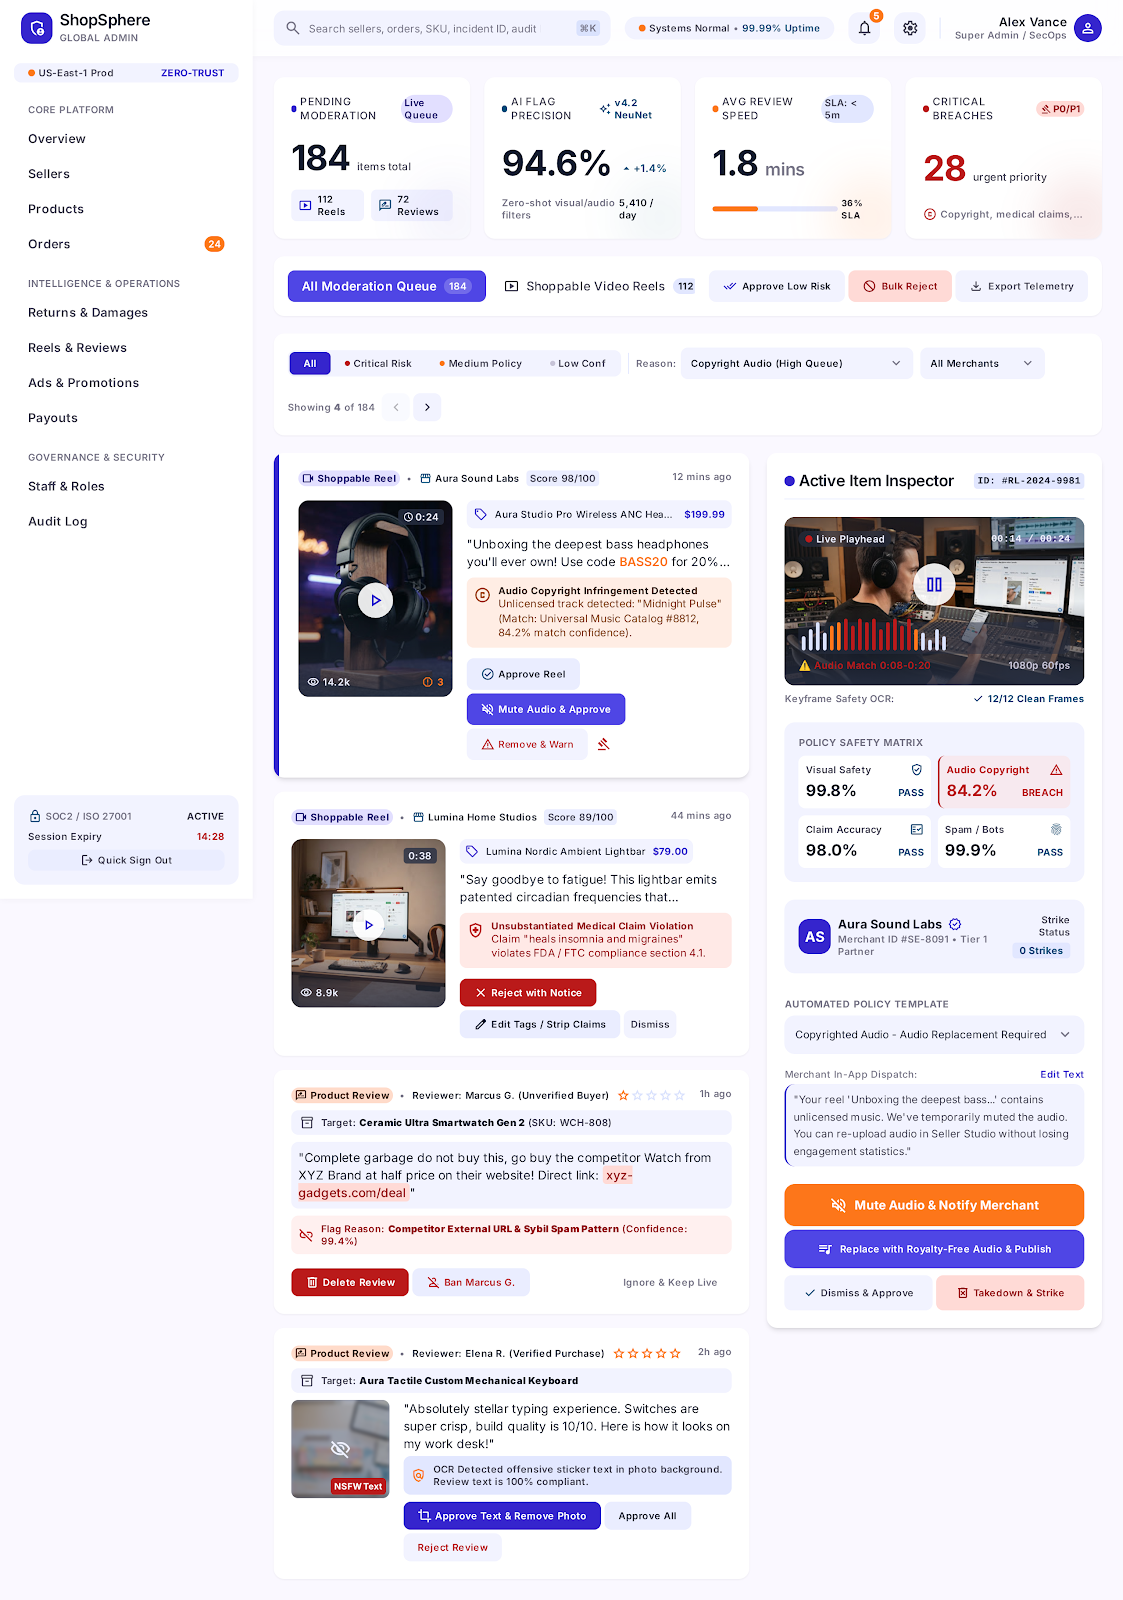 ShopSphere
GLOBAL ADMIN
US-East-1 Prod
ZERO-TRUST
CORE PLATFORM
Overview
Sellers
Products
Orders
24
INTELLIGENCE & OPERATIONS
Returns & Damages
Reels & Reviews
Ads & Promotions
Payouts
GOVERNANCE & SECURITY
Staff & Roles
Audit Log
SOC2 / ISO 27001
ACTIVE
Session Expiry
14:28
Quick Sign Out
Search sellers, orders, SKU, incident ID, audit
⌘K
Systems Normal • 99.99% Uptime
5
Alex Vance
Super Admin / SecOps
PENDING
MODERATION
Live
Queue
184 items total
112
Reels
72
Reviews
AI FLAG
PRECISION
v4.2
NeuNet
94.6%
+1.4%
Zero-shot visual/audio
filters
5,410 /
day
AVG REVIEW
SPEED
SLA: <
5m
1.8 mins
36%
SLA
CRITICAL
BREACHES
P0/P1
28 urgent priority
Copyright, medical claims,...
All Moderation Queue 184
Shoppable Video Reels 112
Approve Low Risk
Bulk Reject
Export Telemetry
All
Critical Risk
Medium Policy
Low Conf
Reason:
Copyright Audio (High Queue)
All Merchants
Showing 4 of 184
Shoppable Reel • Aura Sound Labs Score 98/100
12 mins ago
0:24
14.2k
3
Aura Studio Pro Wireless ANC Hea... $199.99
"Unboxing the deepest bass headphones
you'll ever own! Use code BASS20 for 20%...
Audio Copyright Infringement Detected
Unlicensed track detected: "Midnight Pulse"
(Match: Universal Music Catalog #8812,
84.2% match confidence).
Approve Reel
Mute Audio & Approve
Remove & Warn
Shoppable Reel • Lumina Home Studios Score 89/100
44 mins ago
0:38
8.9k
Lumina Nordic Ambient Lightbar $79.00
"Say goodbye to fatigue! This lightbar emits
patented circadian frequencies that...
Unsubstantiated Medical Claim Violation
Claim "heals insomnia and migraines"
violates FDA / FTC compliance section 4.1.
Reject with Notice
Edit Tags / Strip Claims
Dismiss
Product Review • Reviewer: Marcus G. (Unverified Buyer)
1h ago
Target: Ceramic Ultra Smartwatch Gen 2 (SKU: WCH-808)
"Complete garbage do not buy this, go buy the competitor Watch from
XYZ Brand at half price on their website! Direct link: xyz-
gadgets.com/deal "
Flag Reason: Competitor External URL & Sybil Spam Pattern (Confidence:
99.4%)
Delete Review
Ban Marcus G.
Ignore & Keep Live
Product Review • Reviewer: Elena R. (Verified Purchase)
2h ago
Target: Aura Tactile Custom Mechanical Keyboard
NSFW Text
"Absolutely stellar typing experience. Switches are
super crisp, build quality is 10/10. Here is how it looks on
my work desk!"
OCR Detected offensive sticker text in photo background.
Review text is 100% compliant.
Approve Text & Remove Photo
Approve All
Reject Review
Active Item Inspector
ID: #RL-2024-9981
Live Playhead
00:14 / 00:24
⚠️ Audio Match 0:08-0:20
1080p 60fps
Keyframe Safety OCR:
12/12 Clean Frames
POLICY SAFETY MATRIX
Visual Safety
99.8%
PASS
Audio Copyright
84.2%
BREACH
Claim Accuracy
98.0%
PASS
Spam / Bots
99.9%
PASS
AS
Aura Sound Labs
Merchant ID #SE-8091 • Tier 1
Partner
Strike
Status
0 Strikes
AUTOMATED POLICY TEMPLATE
Copyrighted Audio - Audio Replacement Required
Merchant In-App Dispatch:
Edit Text
"Your reel 'Unboxing the deepest bass...' contains
unlicensed music. We've temporarily muted the audio.
You can re-upload audio in Seller Studio without losing
engagement statistics."
Mute Audio & Notify Merchant
Replace with Royalty-Free Audio & Publish
Dismiss & Approve
Takedown & Strike